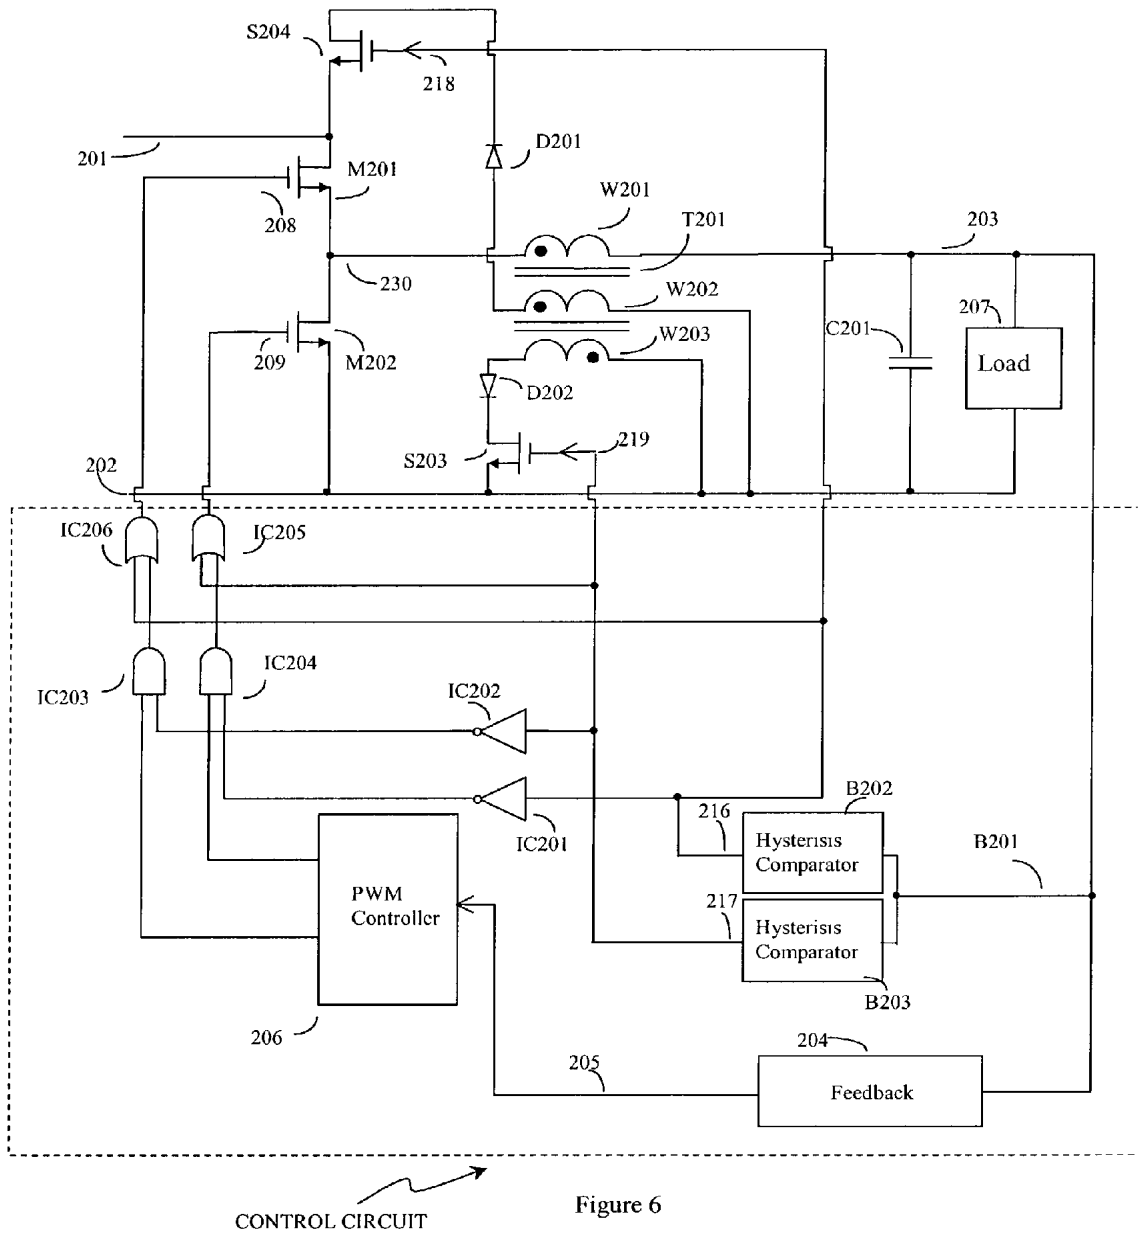 S204
218
201
D201
M201
W201
T201
203
208
230
W202
207
W203
C201
Load
209
M202
D202
S203
219
202
IC206
IC205
IC204
IC203
IC202
B202
216
Hysterisis
Comparator
IC201
B201
PWM
Controller
217
Hysterisis
Comparator
B203
206
204
205
Feedback
Figure 6
CONTROL CIRCUIT